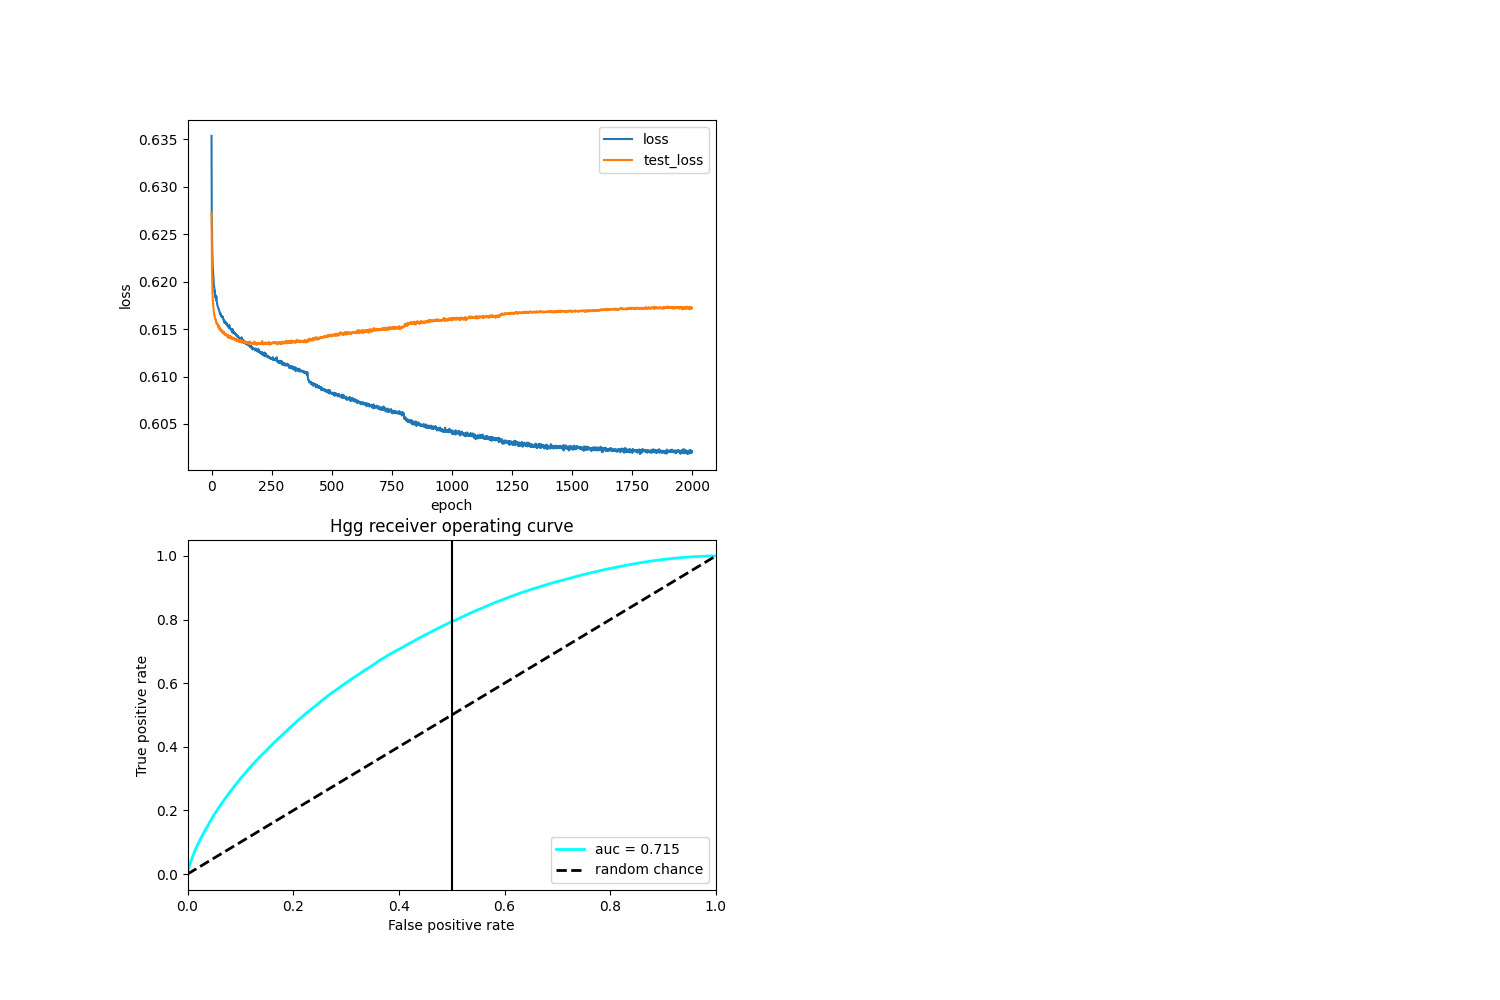 0.635
0.630
0.625
0.620
0.615
0.610
0.605
loss
loss
test_loss
0 250 500 750 1000 1250 1500 1750 2000
epoch
Hgg receiver operating curve
1.0
0.8
0.6
0.4
0.2
0.0
True positive rate
auc = 0.715
random chance
0.0 0.2 0.4 0.6 0.8 1.0
False positive rate